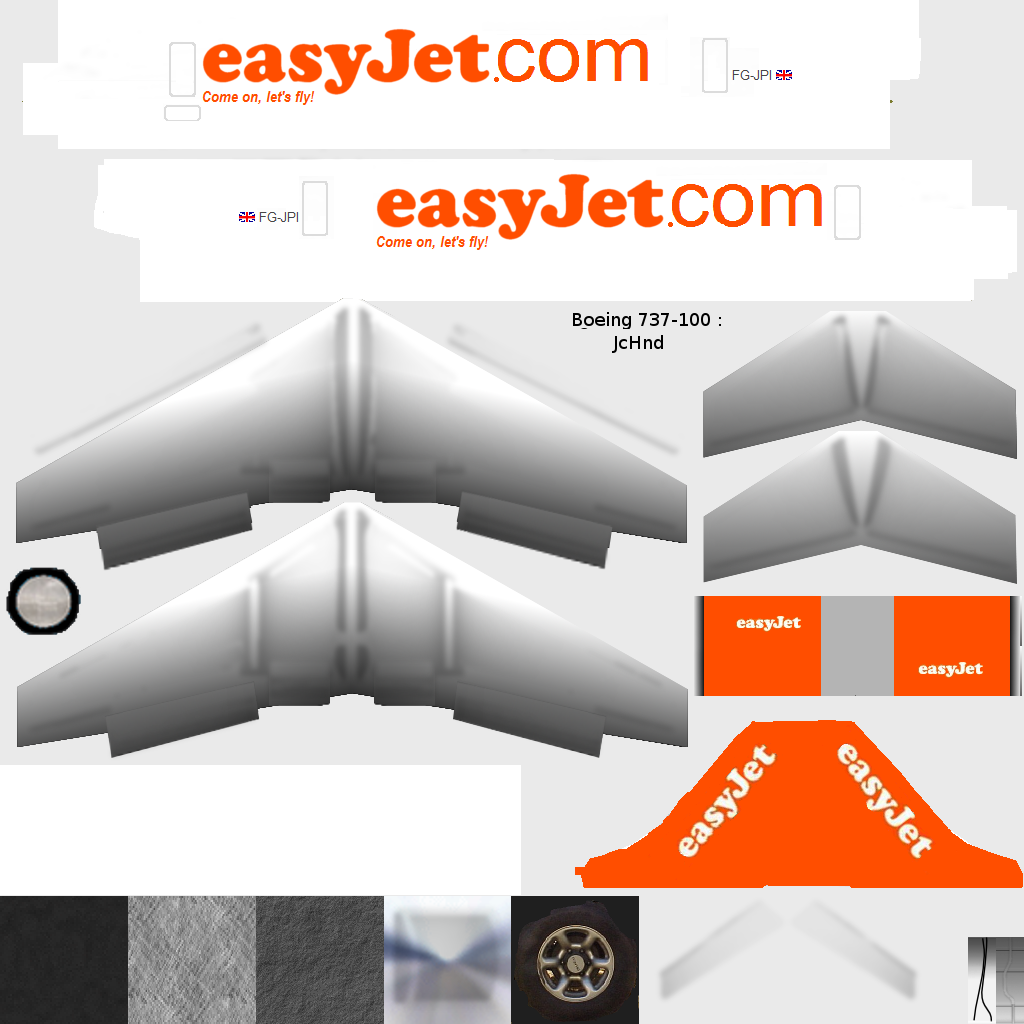 easyJet.com
Come on, let's fly!
FG-JPI
FG-JPI
easyJet.com
Come on, let's fly!
Boeing 737-100 :
JcHnd
easyJet
easyJet
easyJet
easyJet